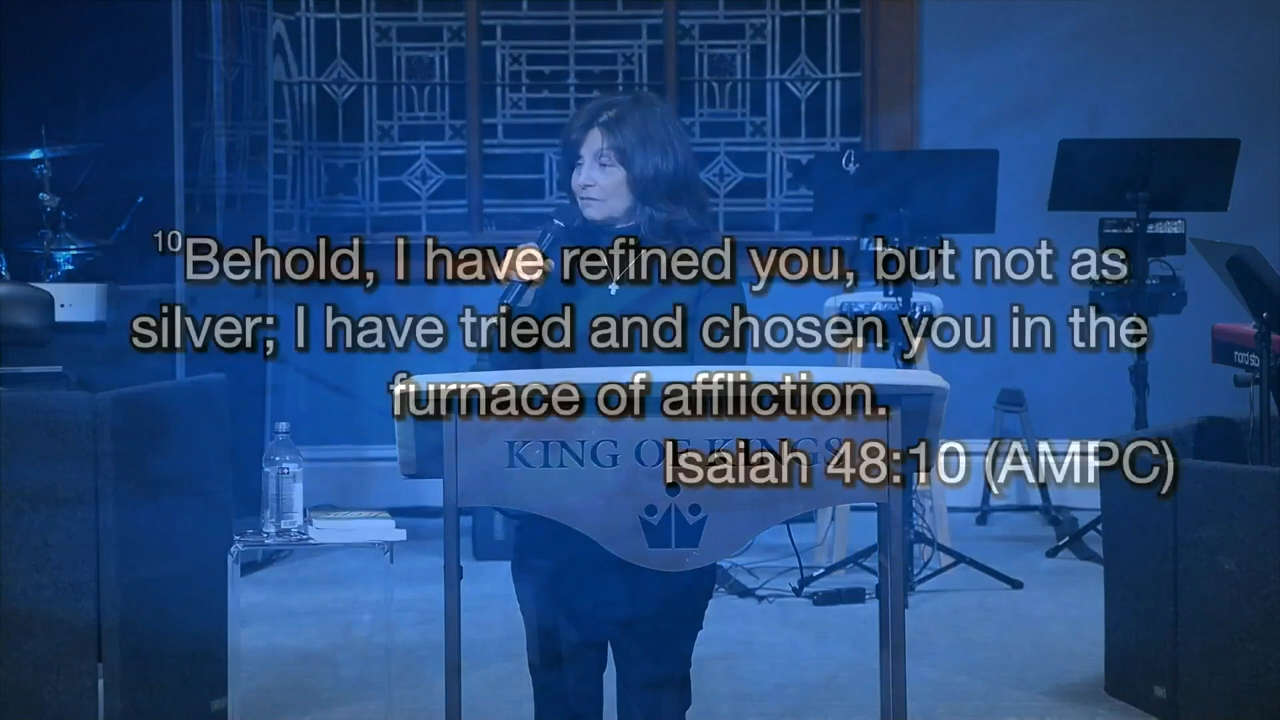 ¹⁰Behold, I have refined you, but not as
silver; I have tried and chosen you in the
furnace of affliction.
KING OF KINGS
Isaiah 48:10 (AMPC)